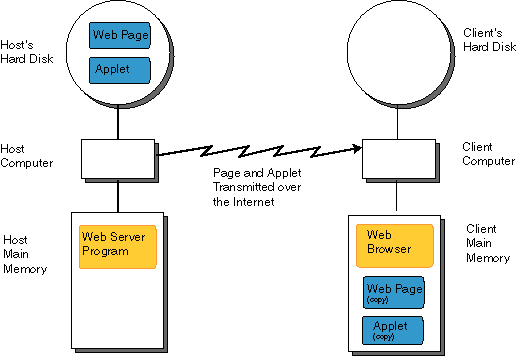 Host's
Hard Disk
Web Page
Applet
Client's
Hard Disk
Host
Computer
Page and Applet
Transmitted over
the Internet
Client
Computer
Host
Main
Memory
Web Server
Program
Web
Browser
Web Page
(copy)
Applet
(copy)
Client
Main
Memory